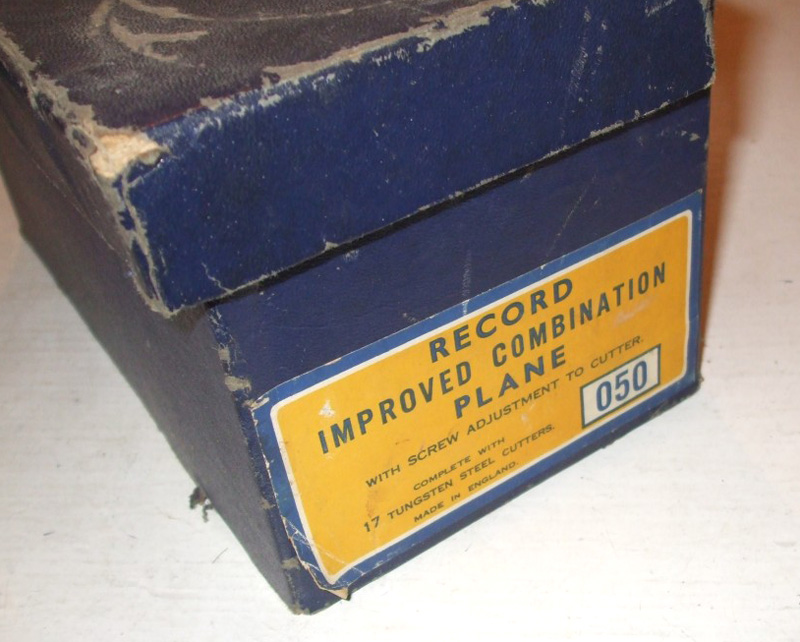 RECORD
IMPROVED COMBINATION
PLANE
WITH SCREW ADJUSTMENT TO CUTTER.
COMPLETE WITH
17 TUNGSTEN STEEL CUTTERS.
MADE IN ENGLAND.
050